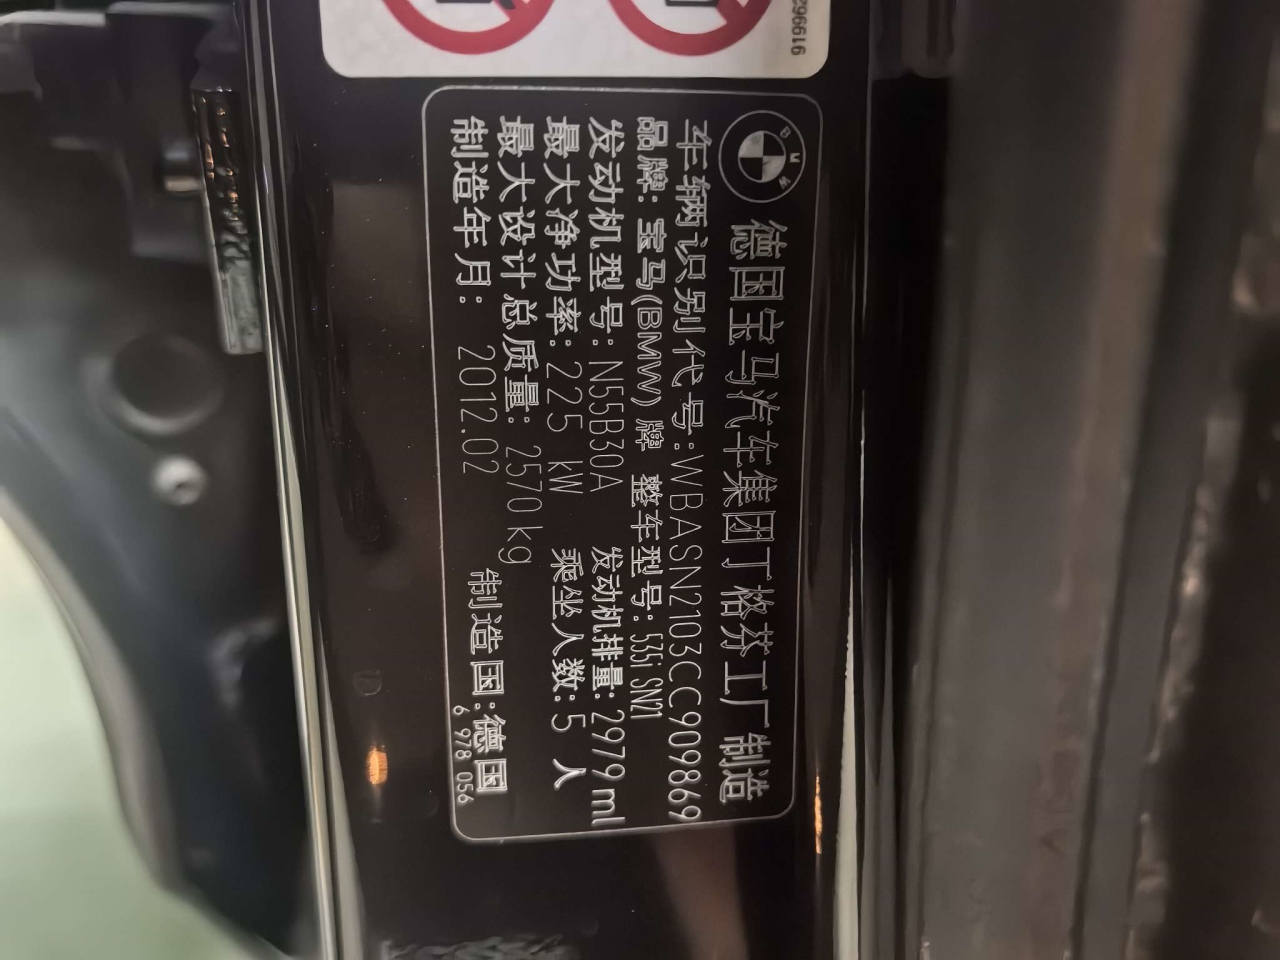 BMW
德国宝马汽车集团丁格芬工厂制造
车辆识别代号:WBASN2103CC909869
品牌: 宝马(BMW) 牌 整车型号: 535i SN21
发动机型号: N55B30A 发动机排量: 2979 ml
最大净功率: 225 kW 乘坐人数: 5 人
最大设计总质量: 2570kg
制造年月: 2012.02 制造国: 德国
6 978 056